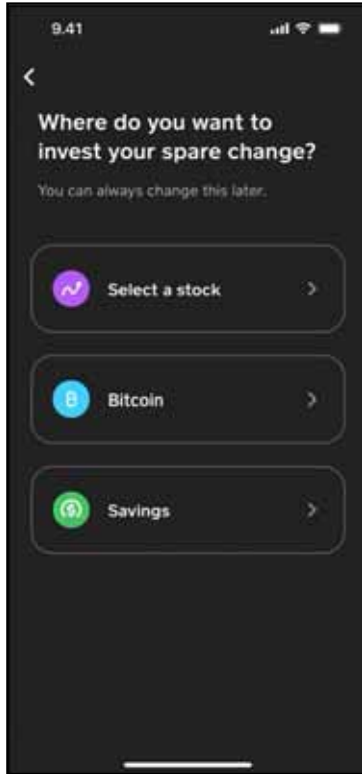 9.41
Where do you want to
invest your spare change?
You can always change this later.
Select a stock
Bitcoin
Savings